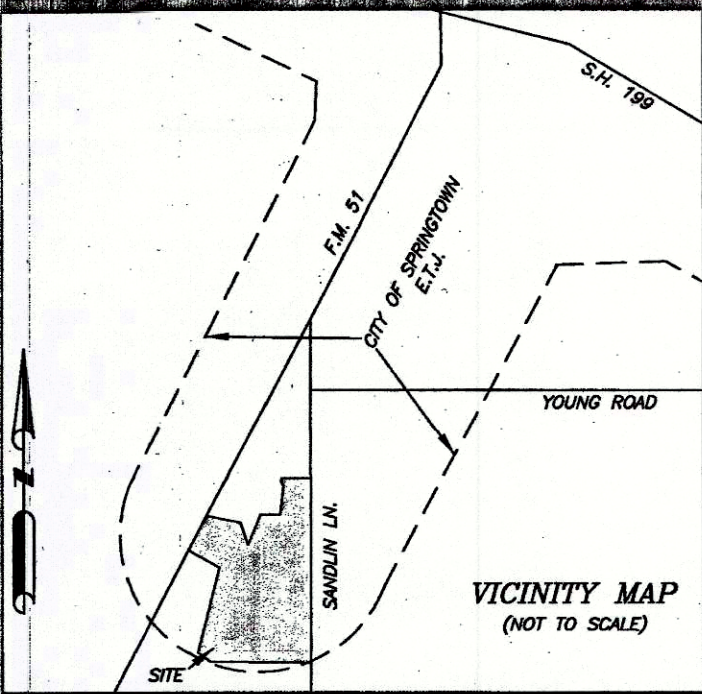 S.H. 199
F.M. 51
CITY OF SPRINGTOWN
E.T.J.
YOUNG ROAD
N
SANDLIN LN.
VICINITY MAP
(NOT TO SCALE)
SITE